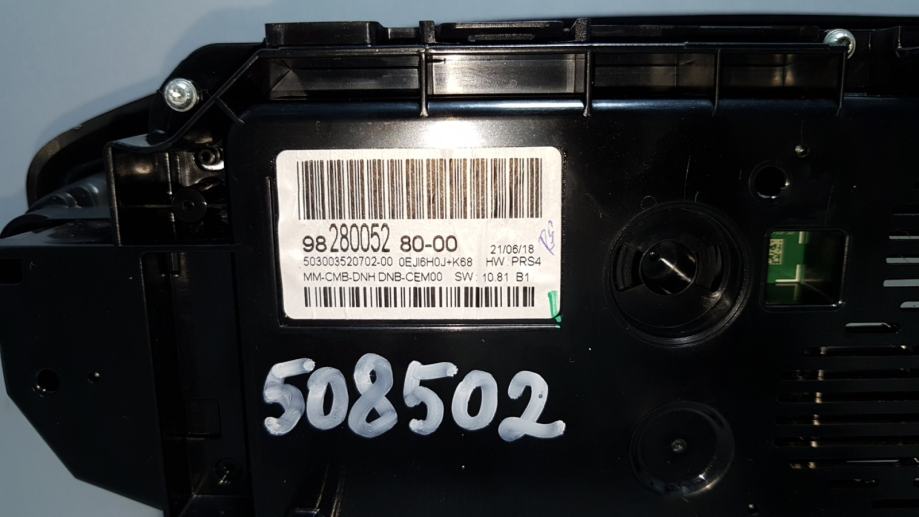 98 280052 80-00 21/06/18
503003520702-00 0EJI6H0J+K68 HW: PRS4
MM-CMB-DNH DNB-CEM00 SW: 10.81 B1
508502